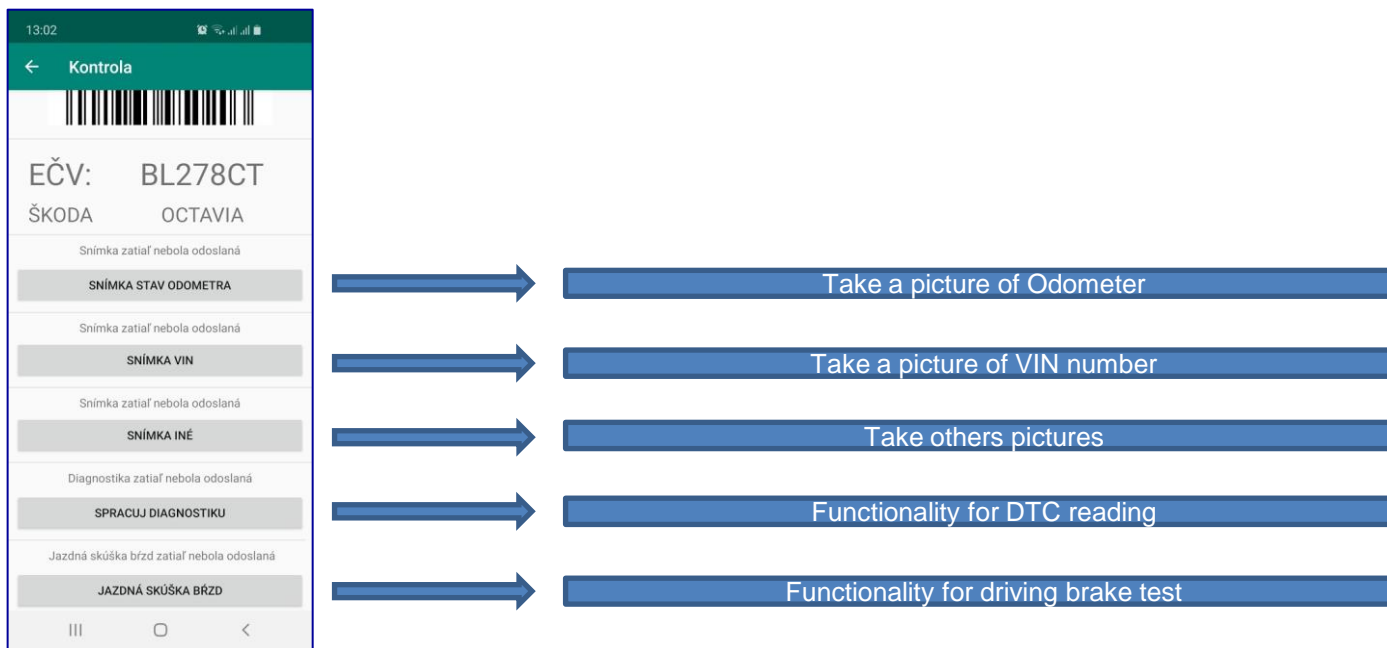 13:02
Kontrola
EČV: BL278CT
ŠKODA OCTAVIA
Snímka zatiaľ nebola odoslaná
SNÍMKA STAV ODOMETRA
Take a picture of Odometer
Snímka zatiaľ nebola odoslaná
SNÍMKA VIN
Take a picture of VIN number
Snímka zatiaľ nebola odoslaná
SNÍMKA INÉ
Take others pictures
Diagnostika zatiaľ nebola odoslaná
SPRACUJ DIAGNOSTIKU
Functionality for DTC reading
Jazdná skúška bŕzd zatiaľ nebola odoslaná
JAZDNÁ SKÚŠKA BŔZD
Functionality for driving brake test